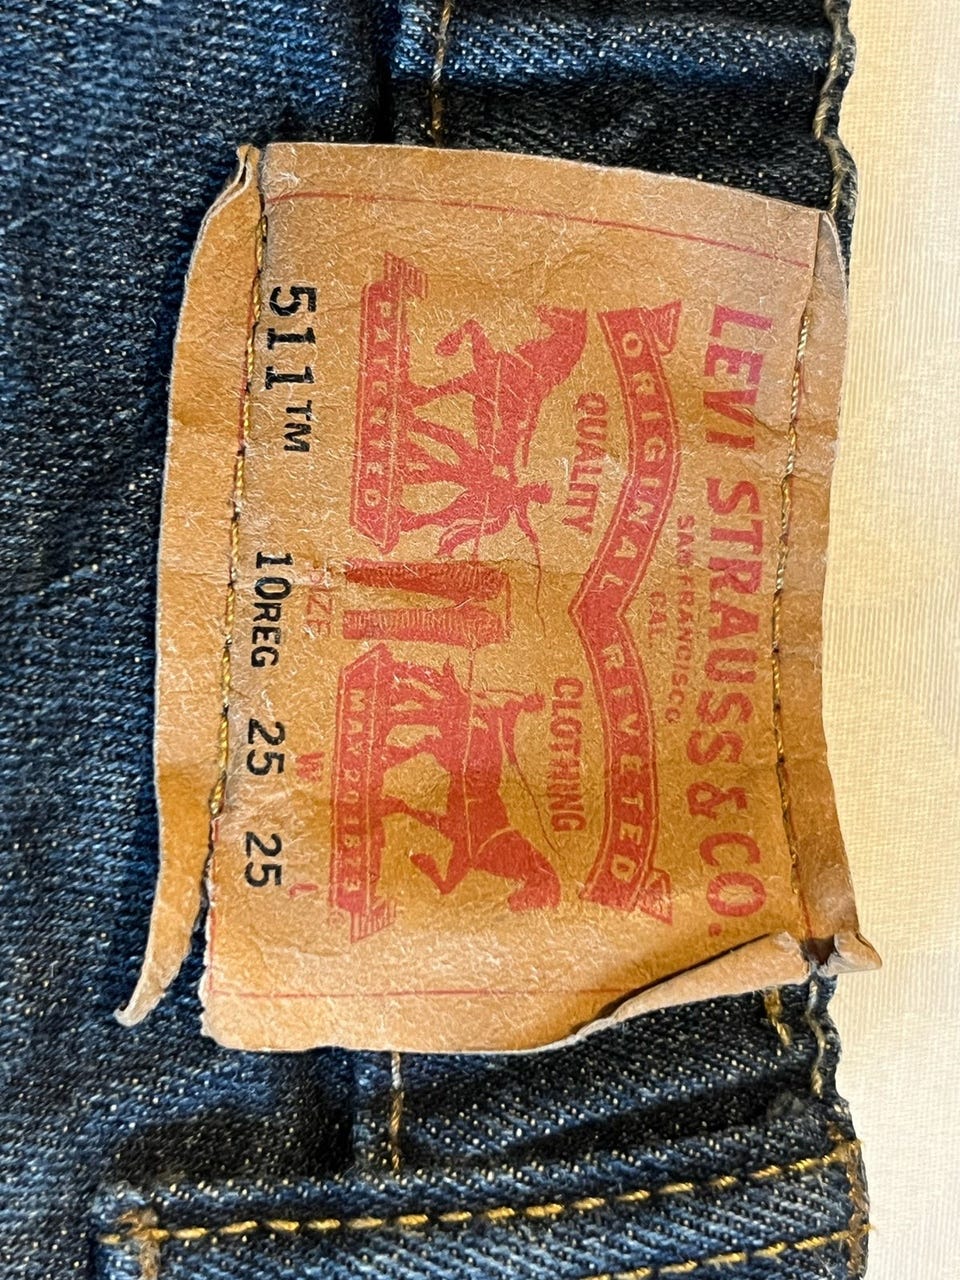 LEVI STRAUSS & CO.
SAN FRANCISCO, CAL.
ORIGINAL RIVETED
QUALITY CLOTHING
PATENTED MAY 20 1873
SIZE W L
511™ 10REG 25 25